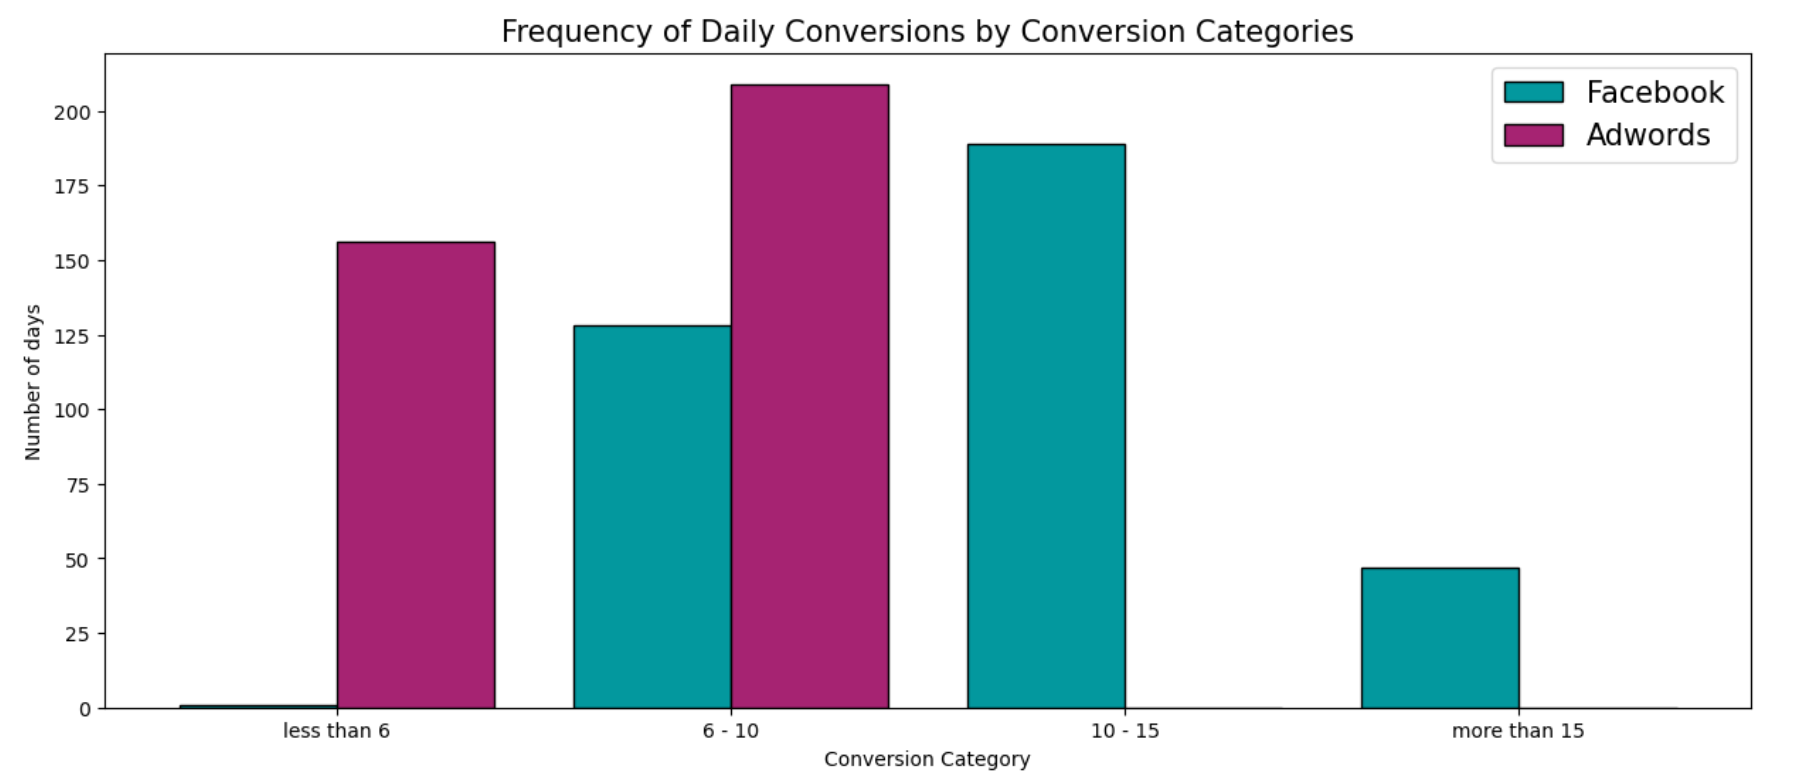 Frequency of Daily Conversions by Conversion Categories
Facebook
Adwords
200
175
150
125
100
75
50
25
0
Number of days
less than 6
6 - 10
10 - 15
more than 15
Conversion Category